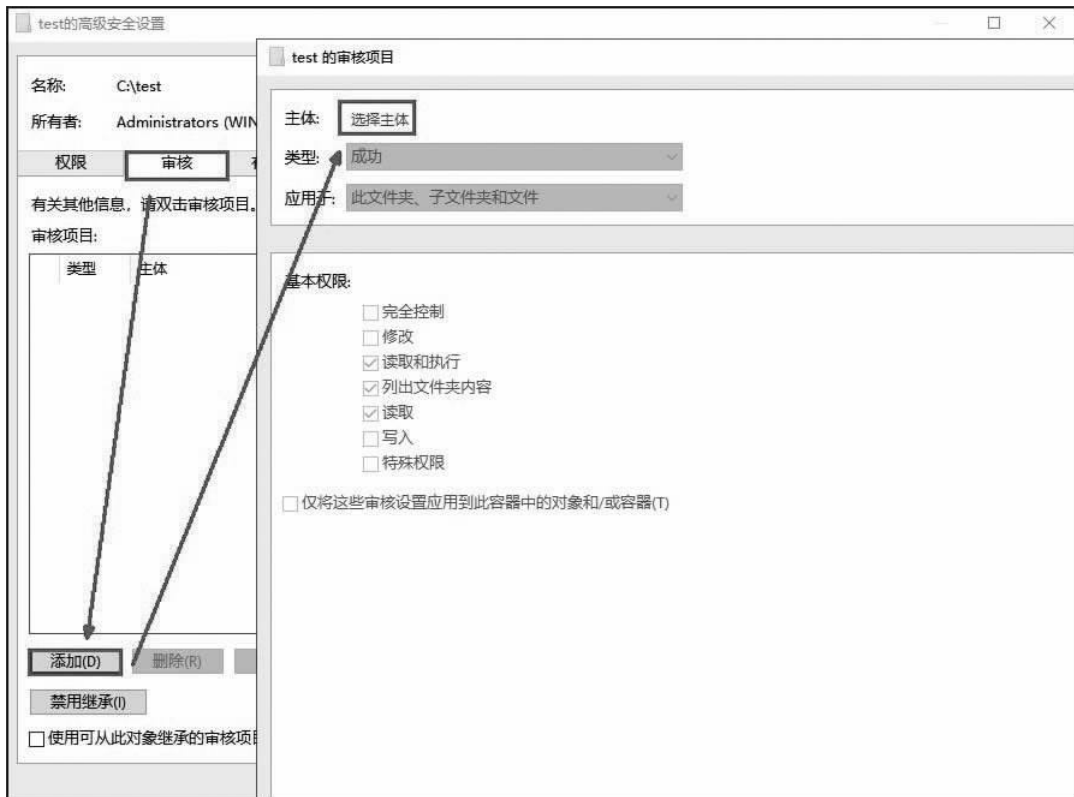 test的高级安全设置
名称: C:\test
所有者: Administrators (WIN
权限 审核
有关其他信息，请双击审核项目。
审核项目:
类型 主体
添加(D) 删除(R)
禁用继承(I)
使用可从此对象继承的审核项
test 的审核项目
主体: 选择主体
类型: 成功
应用于: 此文件夹、子文件夹和文件
基本权限:
完全控制
修改
读取和执行
列出文件夹内容
读取
写入
特殊权限
仅将这些审核设置应用到此容器中的对象和/或容器(T)